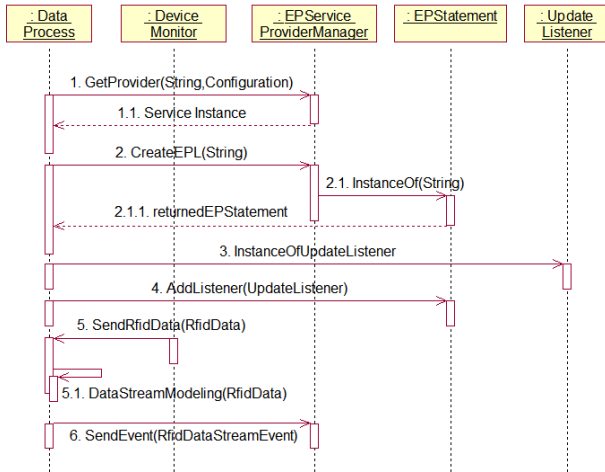 : Data
Process
: Device
Monitor
: EPService
ProviderManager
: EPStatement
: Update
Listener
1. GetProvider(String,Configuration)
1.1. Service Instance
2. CreateEPL(String)
2.1. InstanceOf(String)
2.1.1. returnedEPStatement
3. InstanceOfUpdateListener
4. AddListener(UpdateListener)
5. SendRfidData(RfidData)
5.1. DataStreamModeling(RfidData)
6. SendEvent(RfidDataStreamEvent)